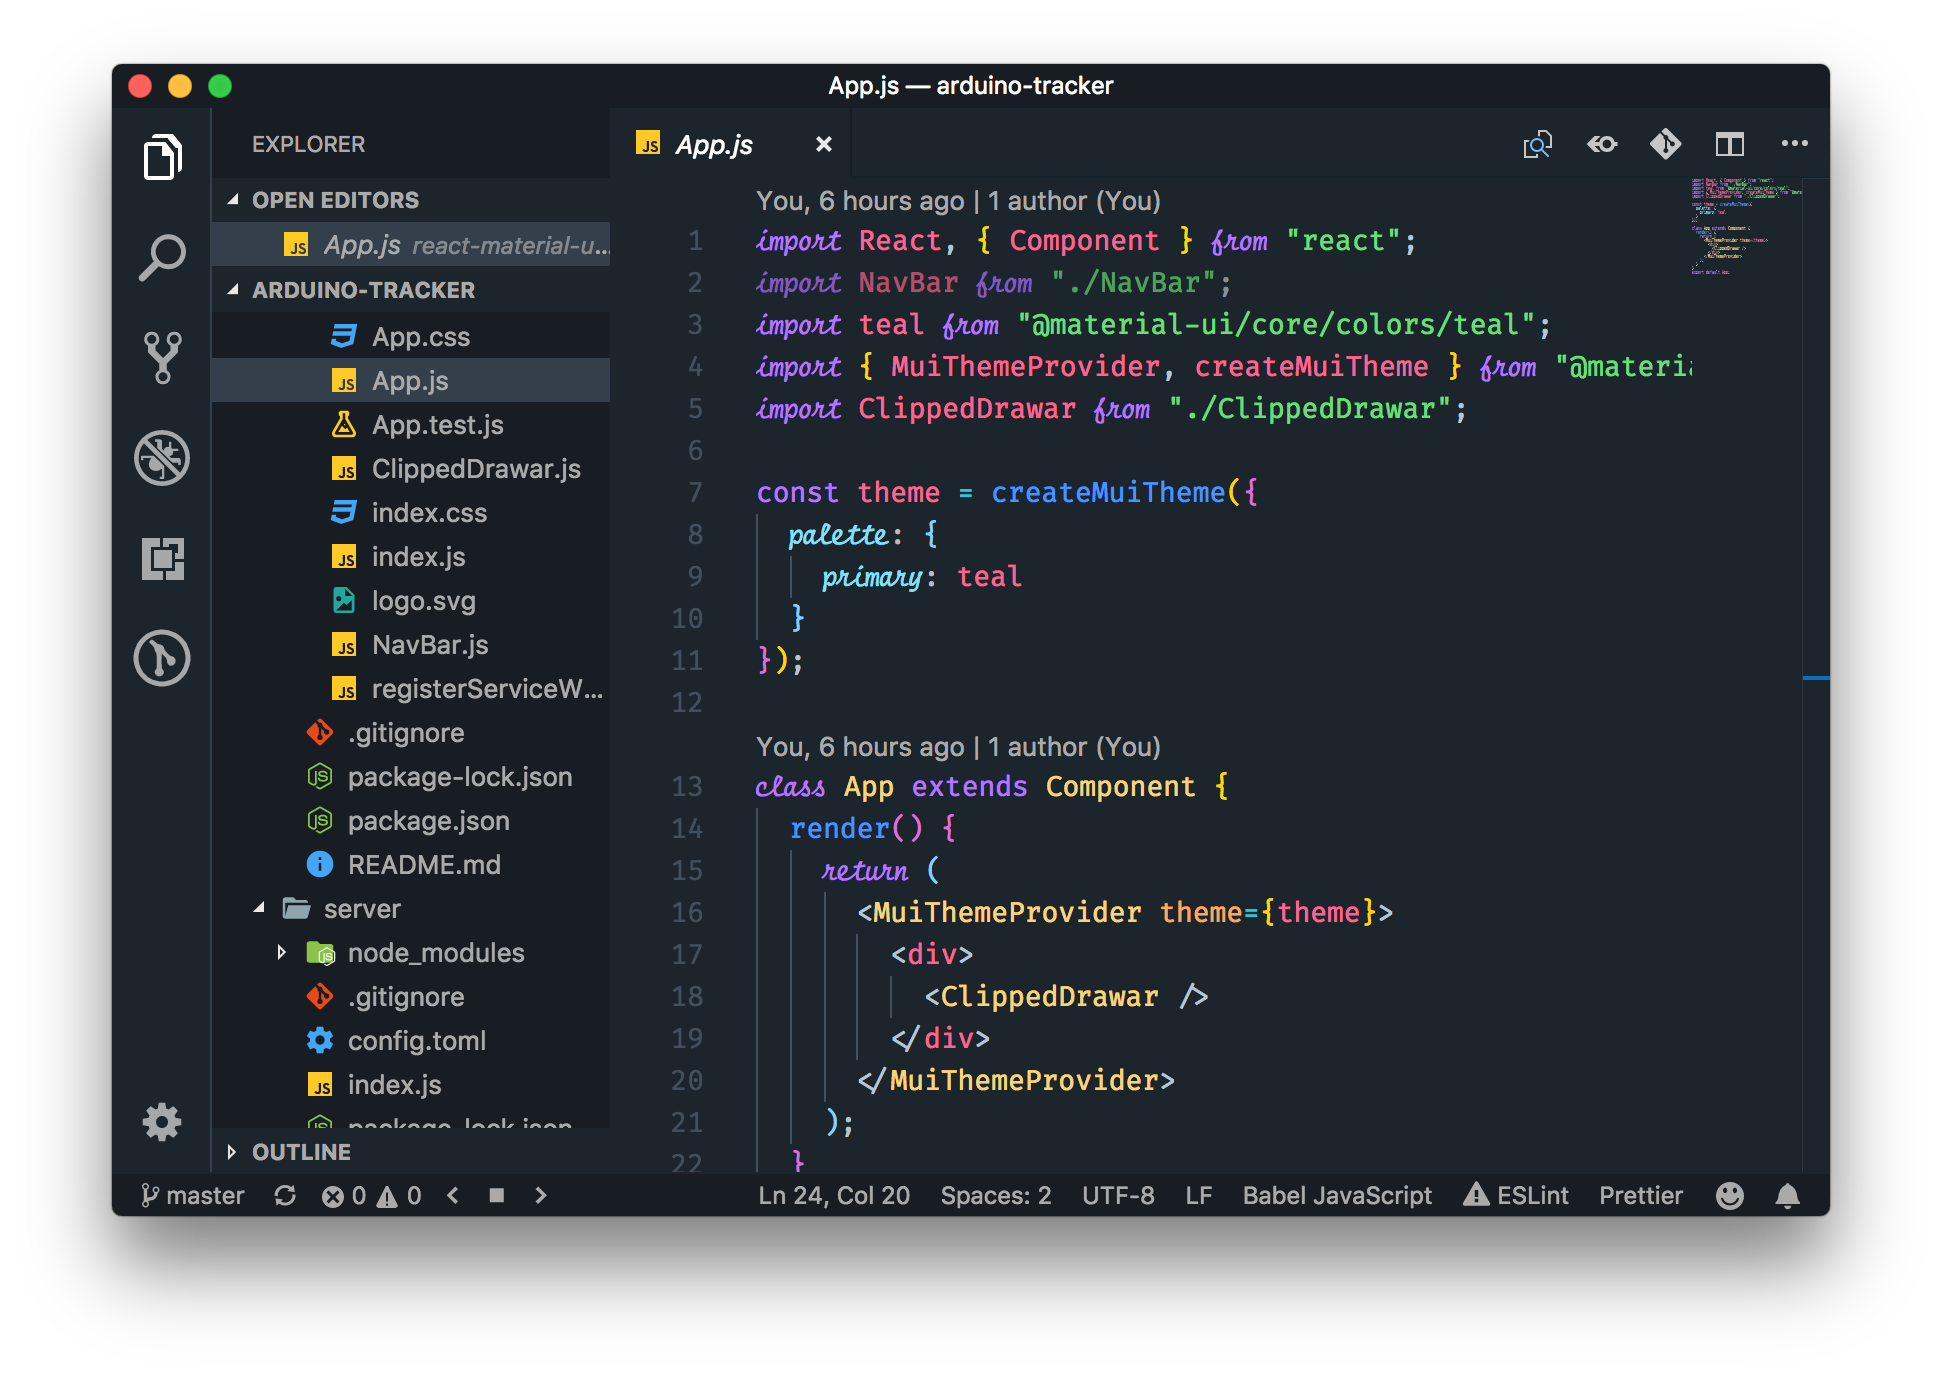 App.js — arduino-tracker
EXPLORER
OPEN EDITORS
App.js react-material-u...
ARDUINO-TRACKER
App.css
App.js
App.test.js
ClippedDrawar.js
index.css
index.js
logo.svg
NavBar.js
registerServiceW...
.gitignore
package-lock.json
package.json
README.md
server
node_modules
.gitignore
config.toml
index.js
package-lock.json
OUTLINE
App.js
You, 6 hours ago | 1 author (You)
1 import React, { Component } from "react";
2 import NavBar from "./NavBar";
3 import teal from "@material-ui/core/colors/teal";
4 import { MuiThemeProvider, createMuiTheme } from "@materi
5 import ClippedDrawar from "./ClippedDrawar";
6
7 const theme = createMuiTheme({
8 palette: {
9 primary: teal
10 }
11 });
12
You, 6 hours ago | 1 author (You)
13 class App extends Component {
14 render() {
15 return (
16 <MuiThemeProvider theme={theme}>
17 <div>
18 <ClippedDrawar />
19 </div>
20 </MuiThemeProvider>
21 );
22 }
master 0 0 Ln 24, Col 20 Spaces: 2 UTF-8 LF Babel JavaScript ESLint Prettier